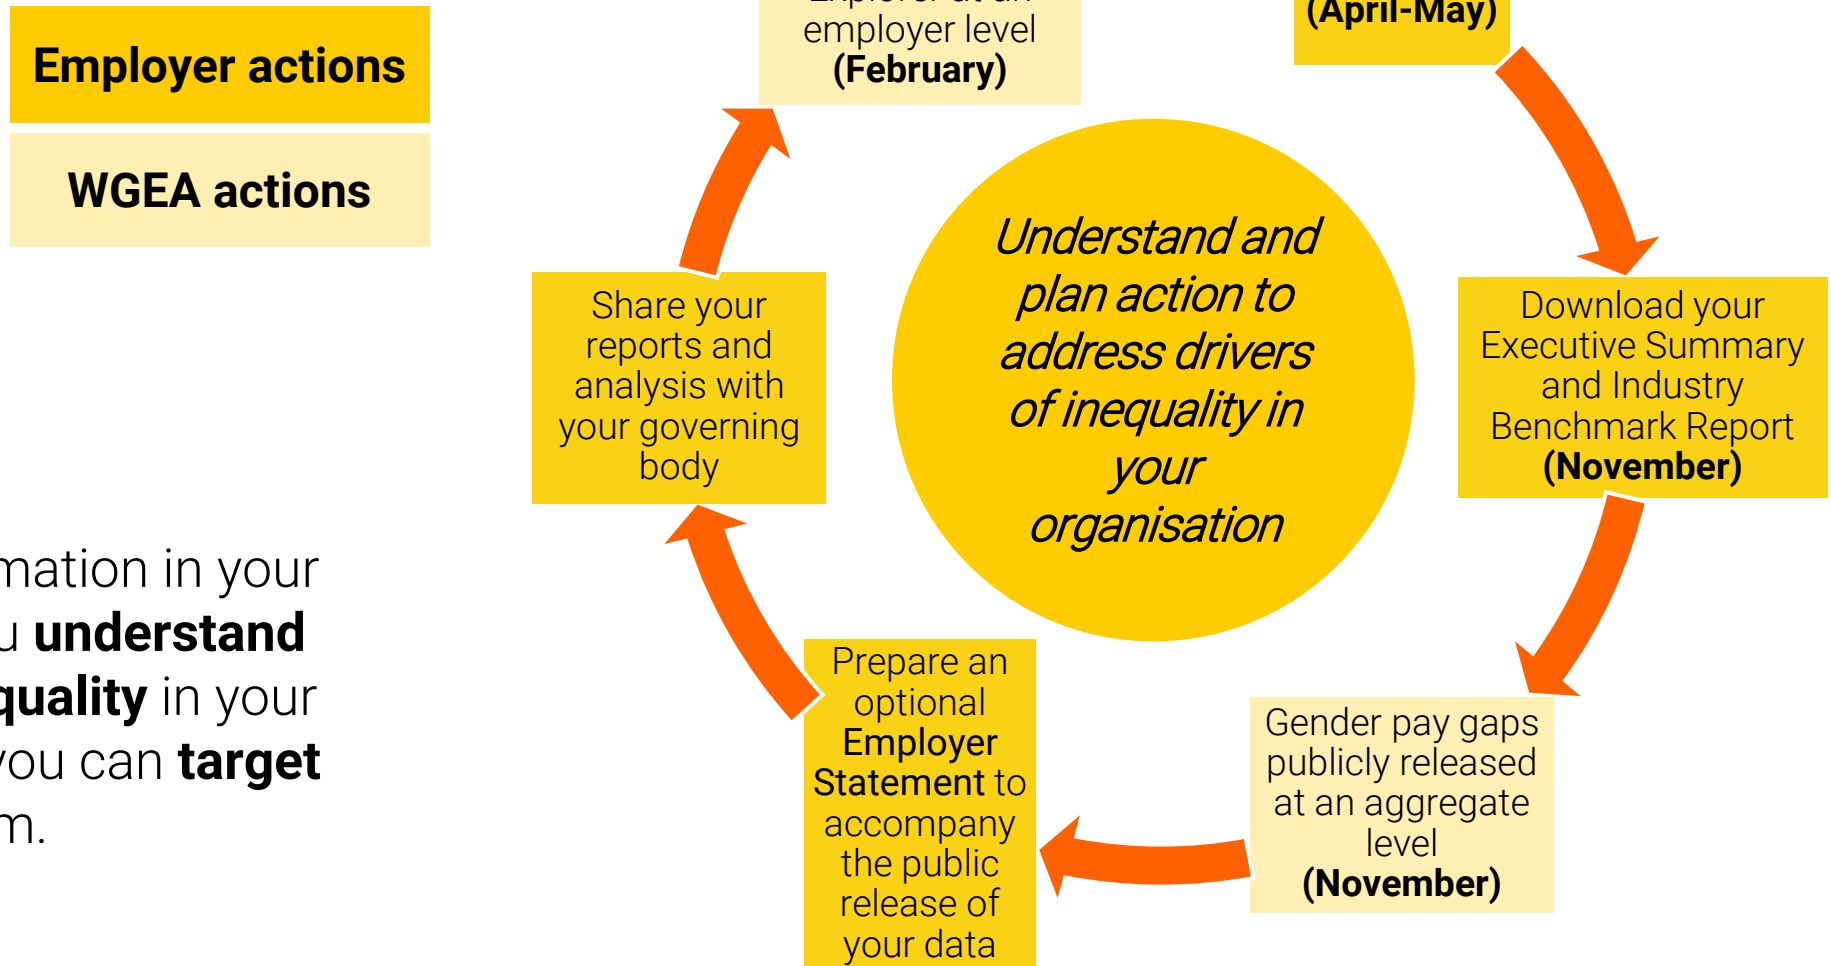 Employer actions
WGEA actions
employer level
(February)
(April-May)
Understand and
plan action to
address drivers
of inequality in
your
organisation
Share your
reports and
analysis with
your governing
body
Download your
Executive Summary
and Industry
Benchmark Report
(November)
mation in your
u understand
quality in your
you can target
m.
Prepare an
optional
Employer
Statement to
accompany
the public
release of
your data
Gender pay gaps
publicly released
at an aggregate
level
(November)